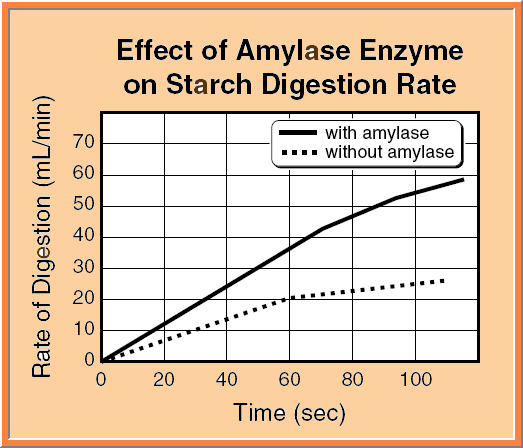 Effect of Amylase Enzyme
on Starch Digestion Rate
with amylase
without amylase
Rate of Digestion (mL/min)
70
60
50
40
30
20
10
0
0 20 40 60 80 100
Time (sec)